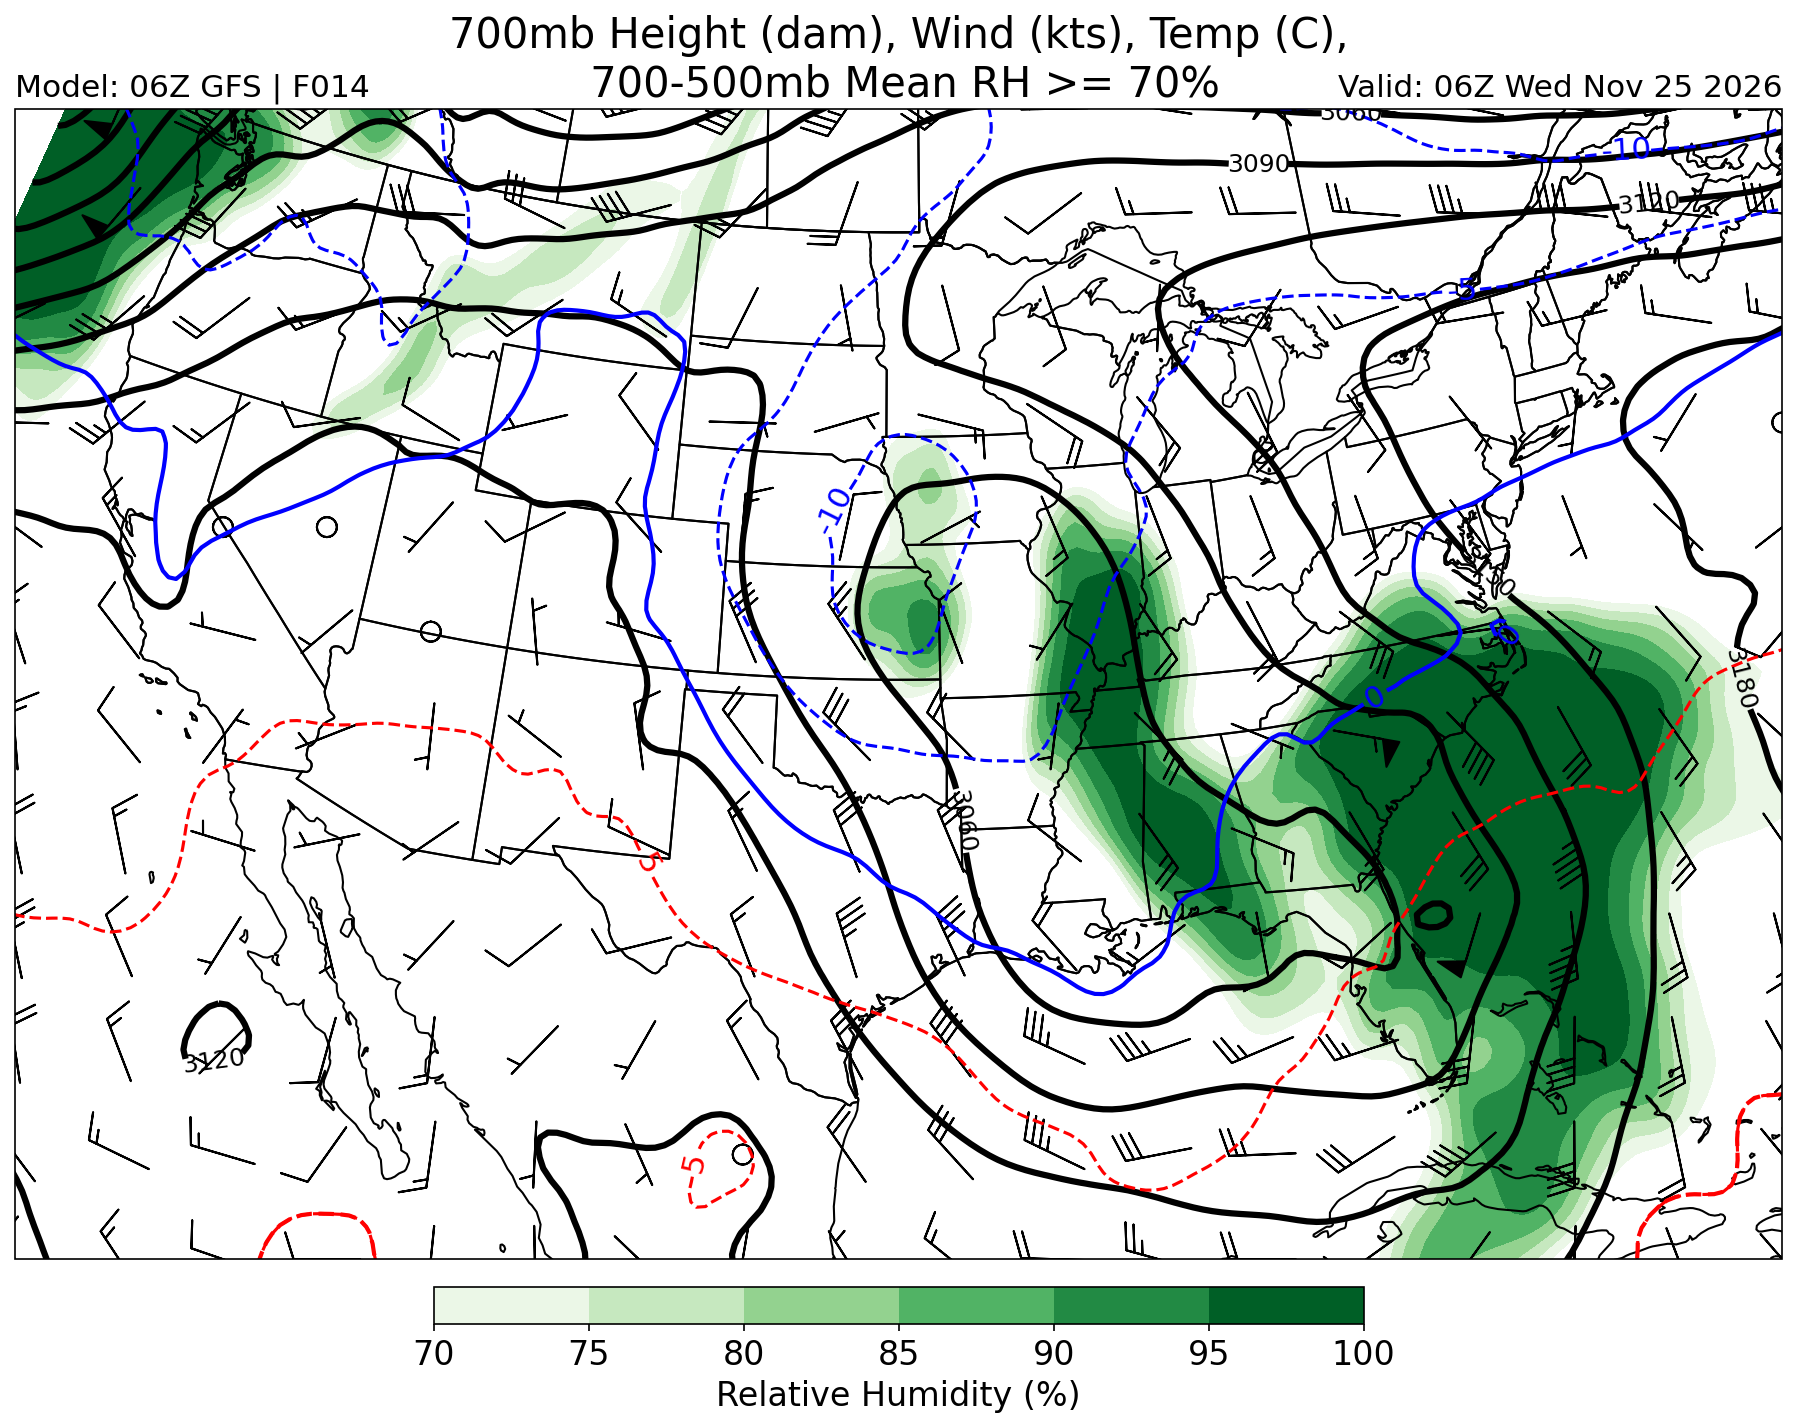 700mb Height (dam), Wind (kts), Temp (C),
700-500mb Mean RH >= 70%
Model: 06Z GFS | F014
Valid: 06Z Wed Nov 25 2026
3060
-10
3090
3120
-5
-10
0
0
3180
3060
5
3120
5
70 75 80 85 90 95 100
Relative Humidity (%)